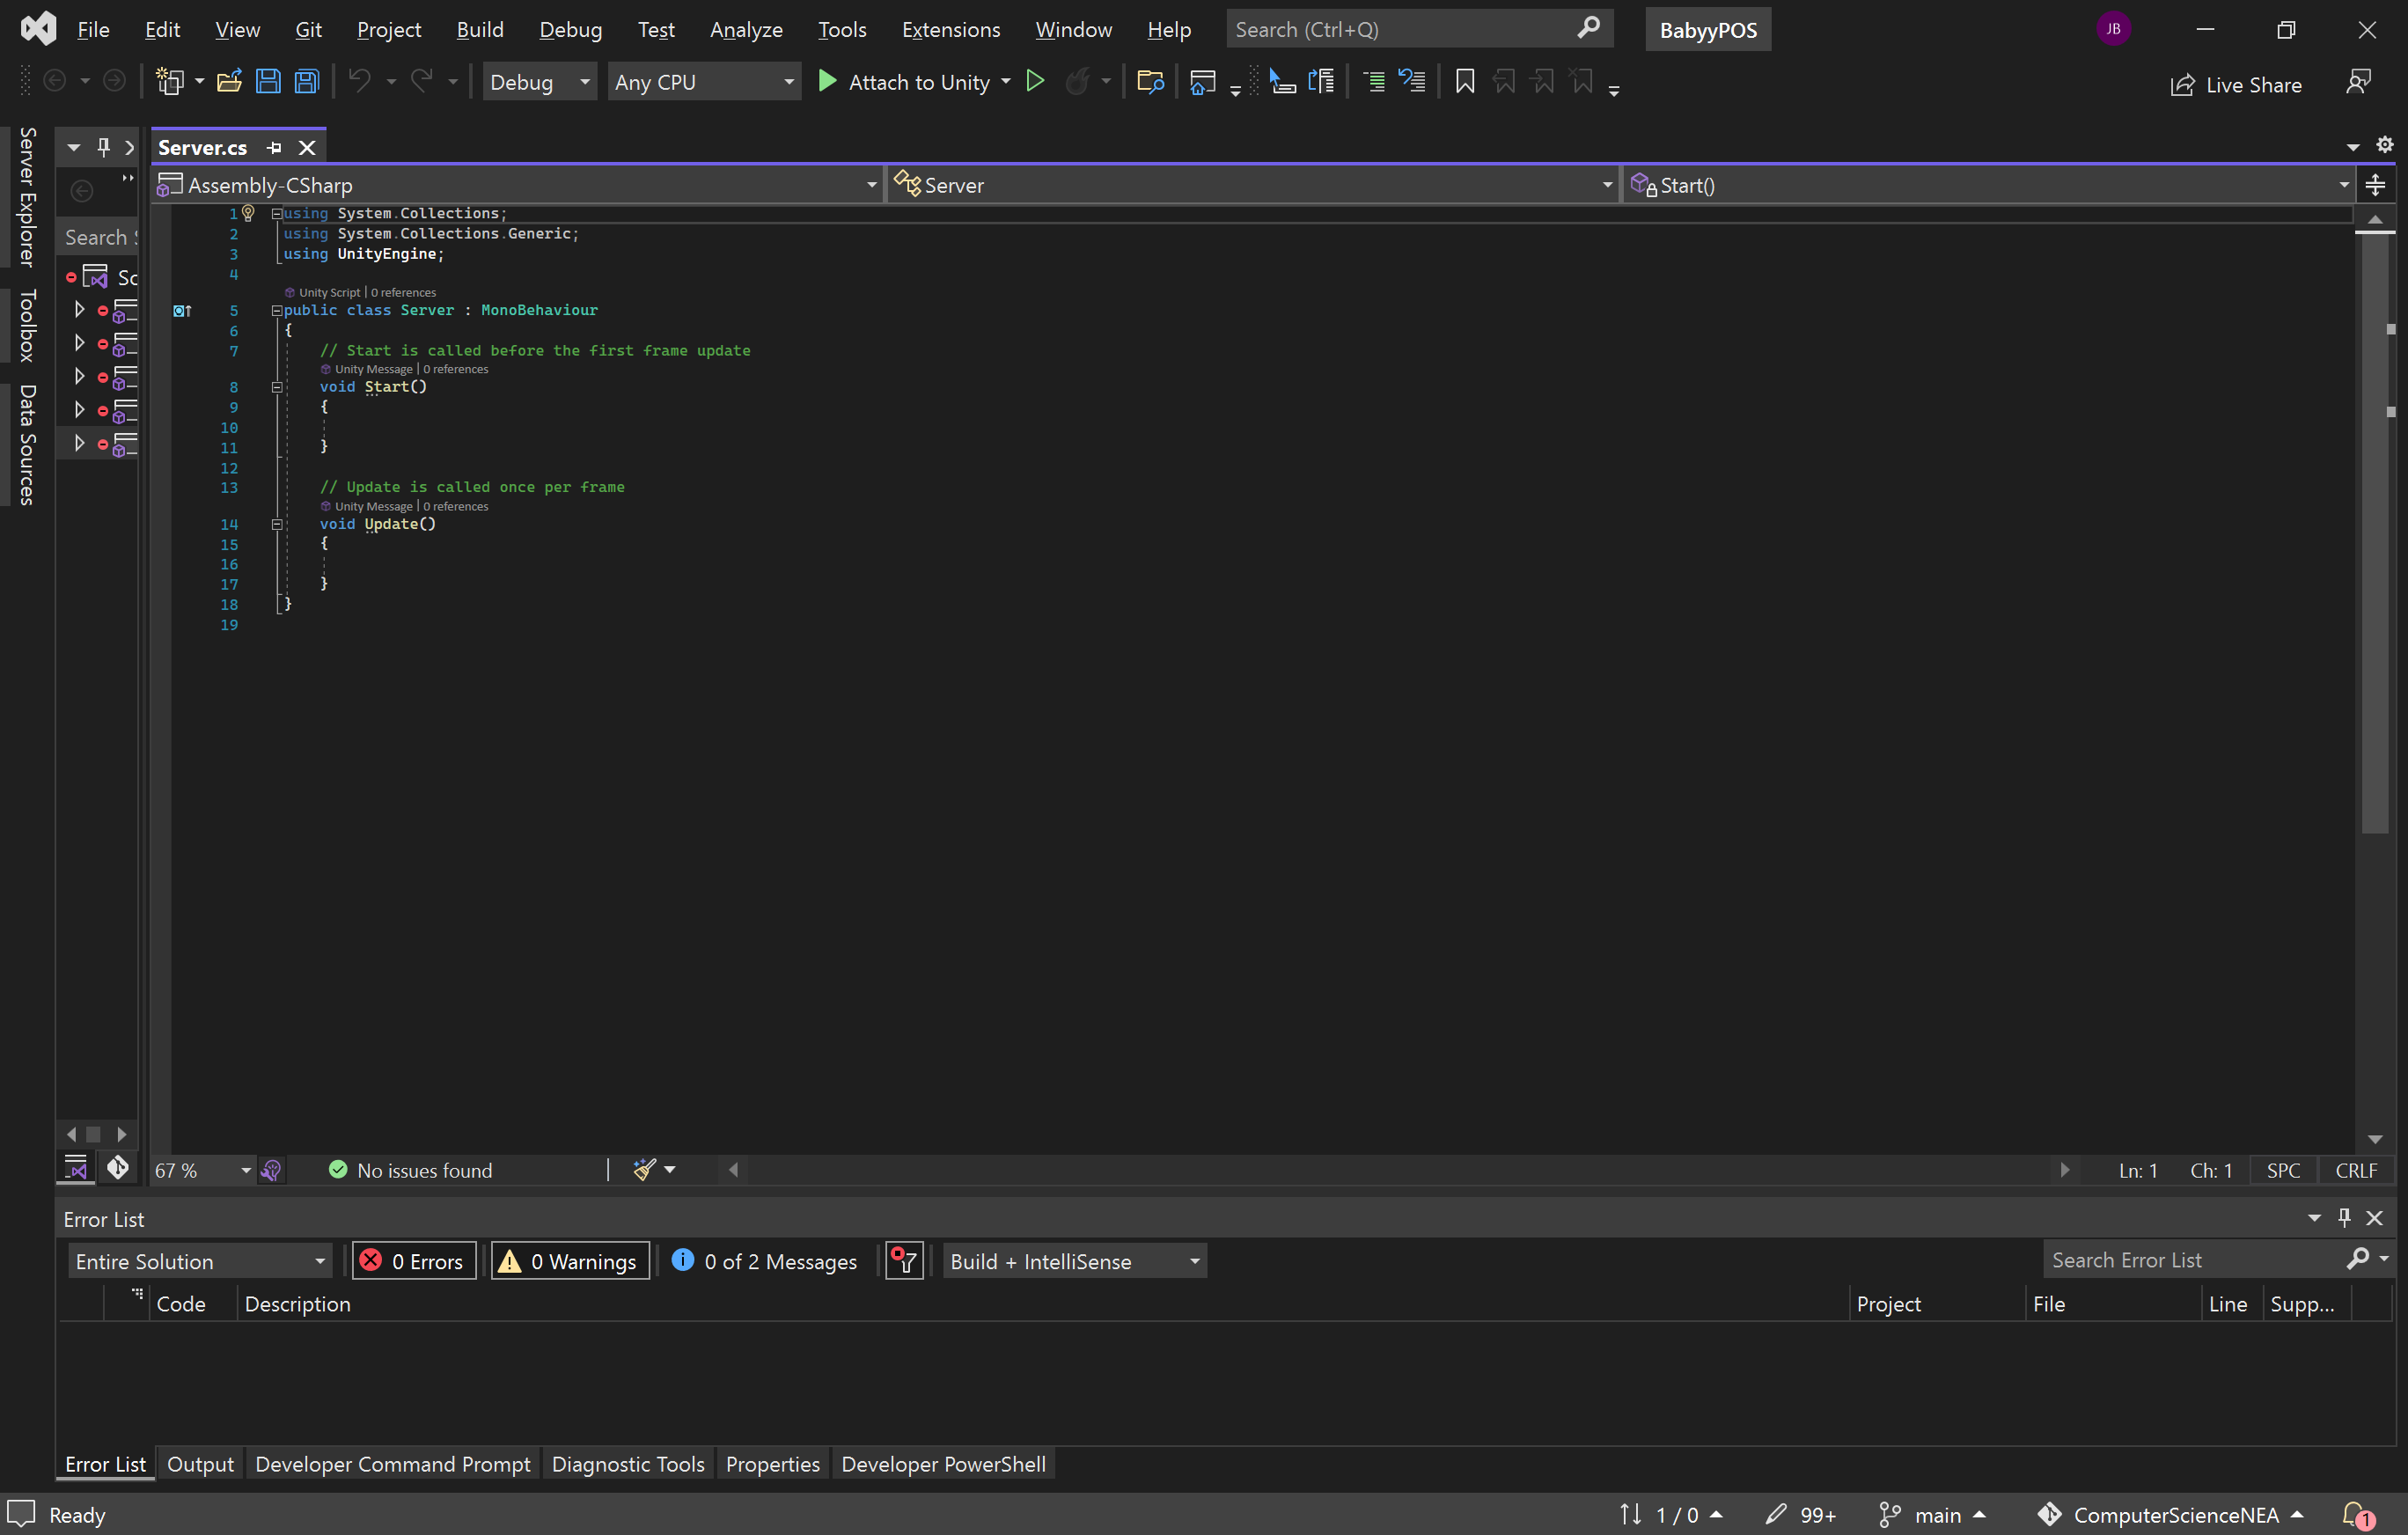 File Edit View Git Project Build Debug Test Analyze Tools Extensions Window Help Search (Ctrl+Q) BabyyPOS JB
Debug Any CPU Attach to Unity Live Share
Server Explorer
Toolbox
Data Sources
Search
Server.cs
Assembly-CSharp Server Start()
1 using System.Collections;
2 using System.Collections.Generic;
3 using UnityEngine;
4
Unity Script | 0 references
5 public class Server : MonoBehaviour
6 {
7 // Start is called before the first frame update
Unity Message | 0 references
8 void Start()
9 {
10
11 }
12
13 // Update is called once per frame
Unity Message | 0 references
14 void Update()
15 {
16
17 }
18 }
19
67 % No issues found Ln: 1 Ch: 1 SPC CRLF
Error List
Entire Solution 0 Errors 0 Warnings 0 of 2 Messages Build + IntelliSense Search Error List
Code Description Project File Line Supp...
Error List Output Developer Command Prompt Diagnostic Tools Properties Developer PowerShell
Ready 1 / 0 99+ main ComputerScienceNEA 1